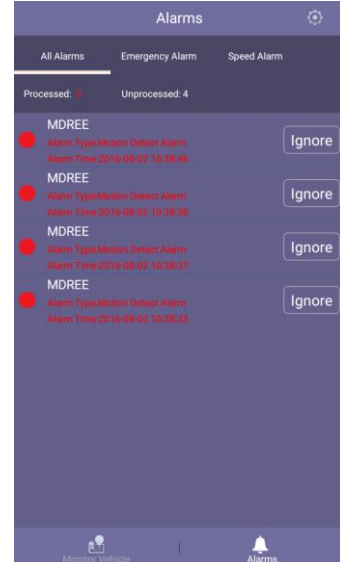 Alarms
All Alarms Emergency Alarm Speed Alarm
Processed: 0 Unprocessed: 4
MDREE
Alarm Type:Motion Detect Alarm
Alarm Time:2016-08-02 10:38:46
Ignore
MDREE
Alarm Type:Motion Detect Alarm
Alarm Time:2016-08-02 10:38:38
Ignore
MDREE
Alarm Type:Motion Detect Alarm
Alarm Time:2016-08-02 10:38:37
Ignore
MDREE
Alarm Type:Motion Detect Alarm
Alarm Time:2016-08-02 10:38:33
Ignore
Monitor Vehicle Alarms